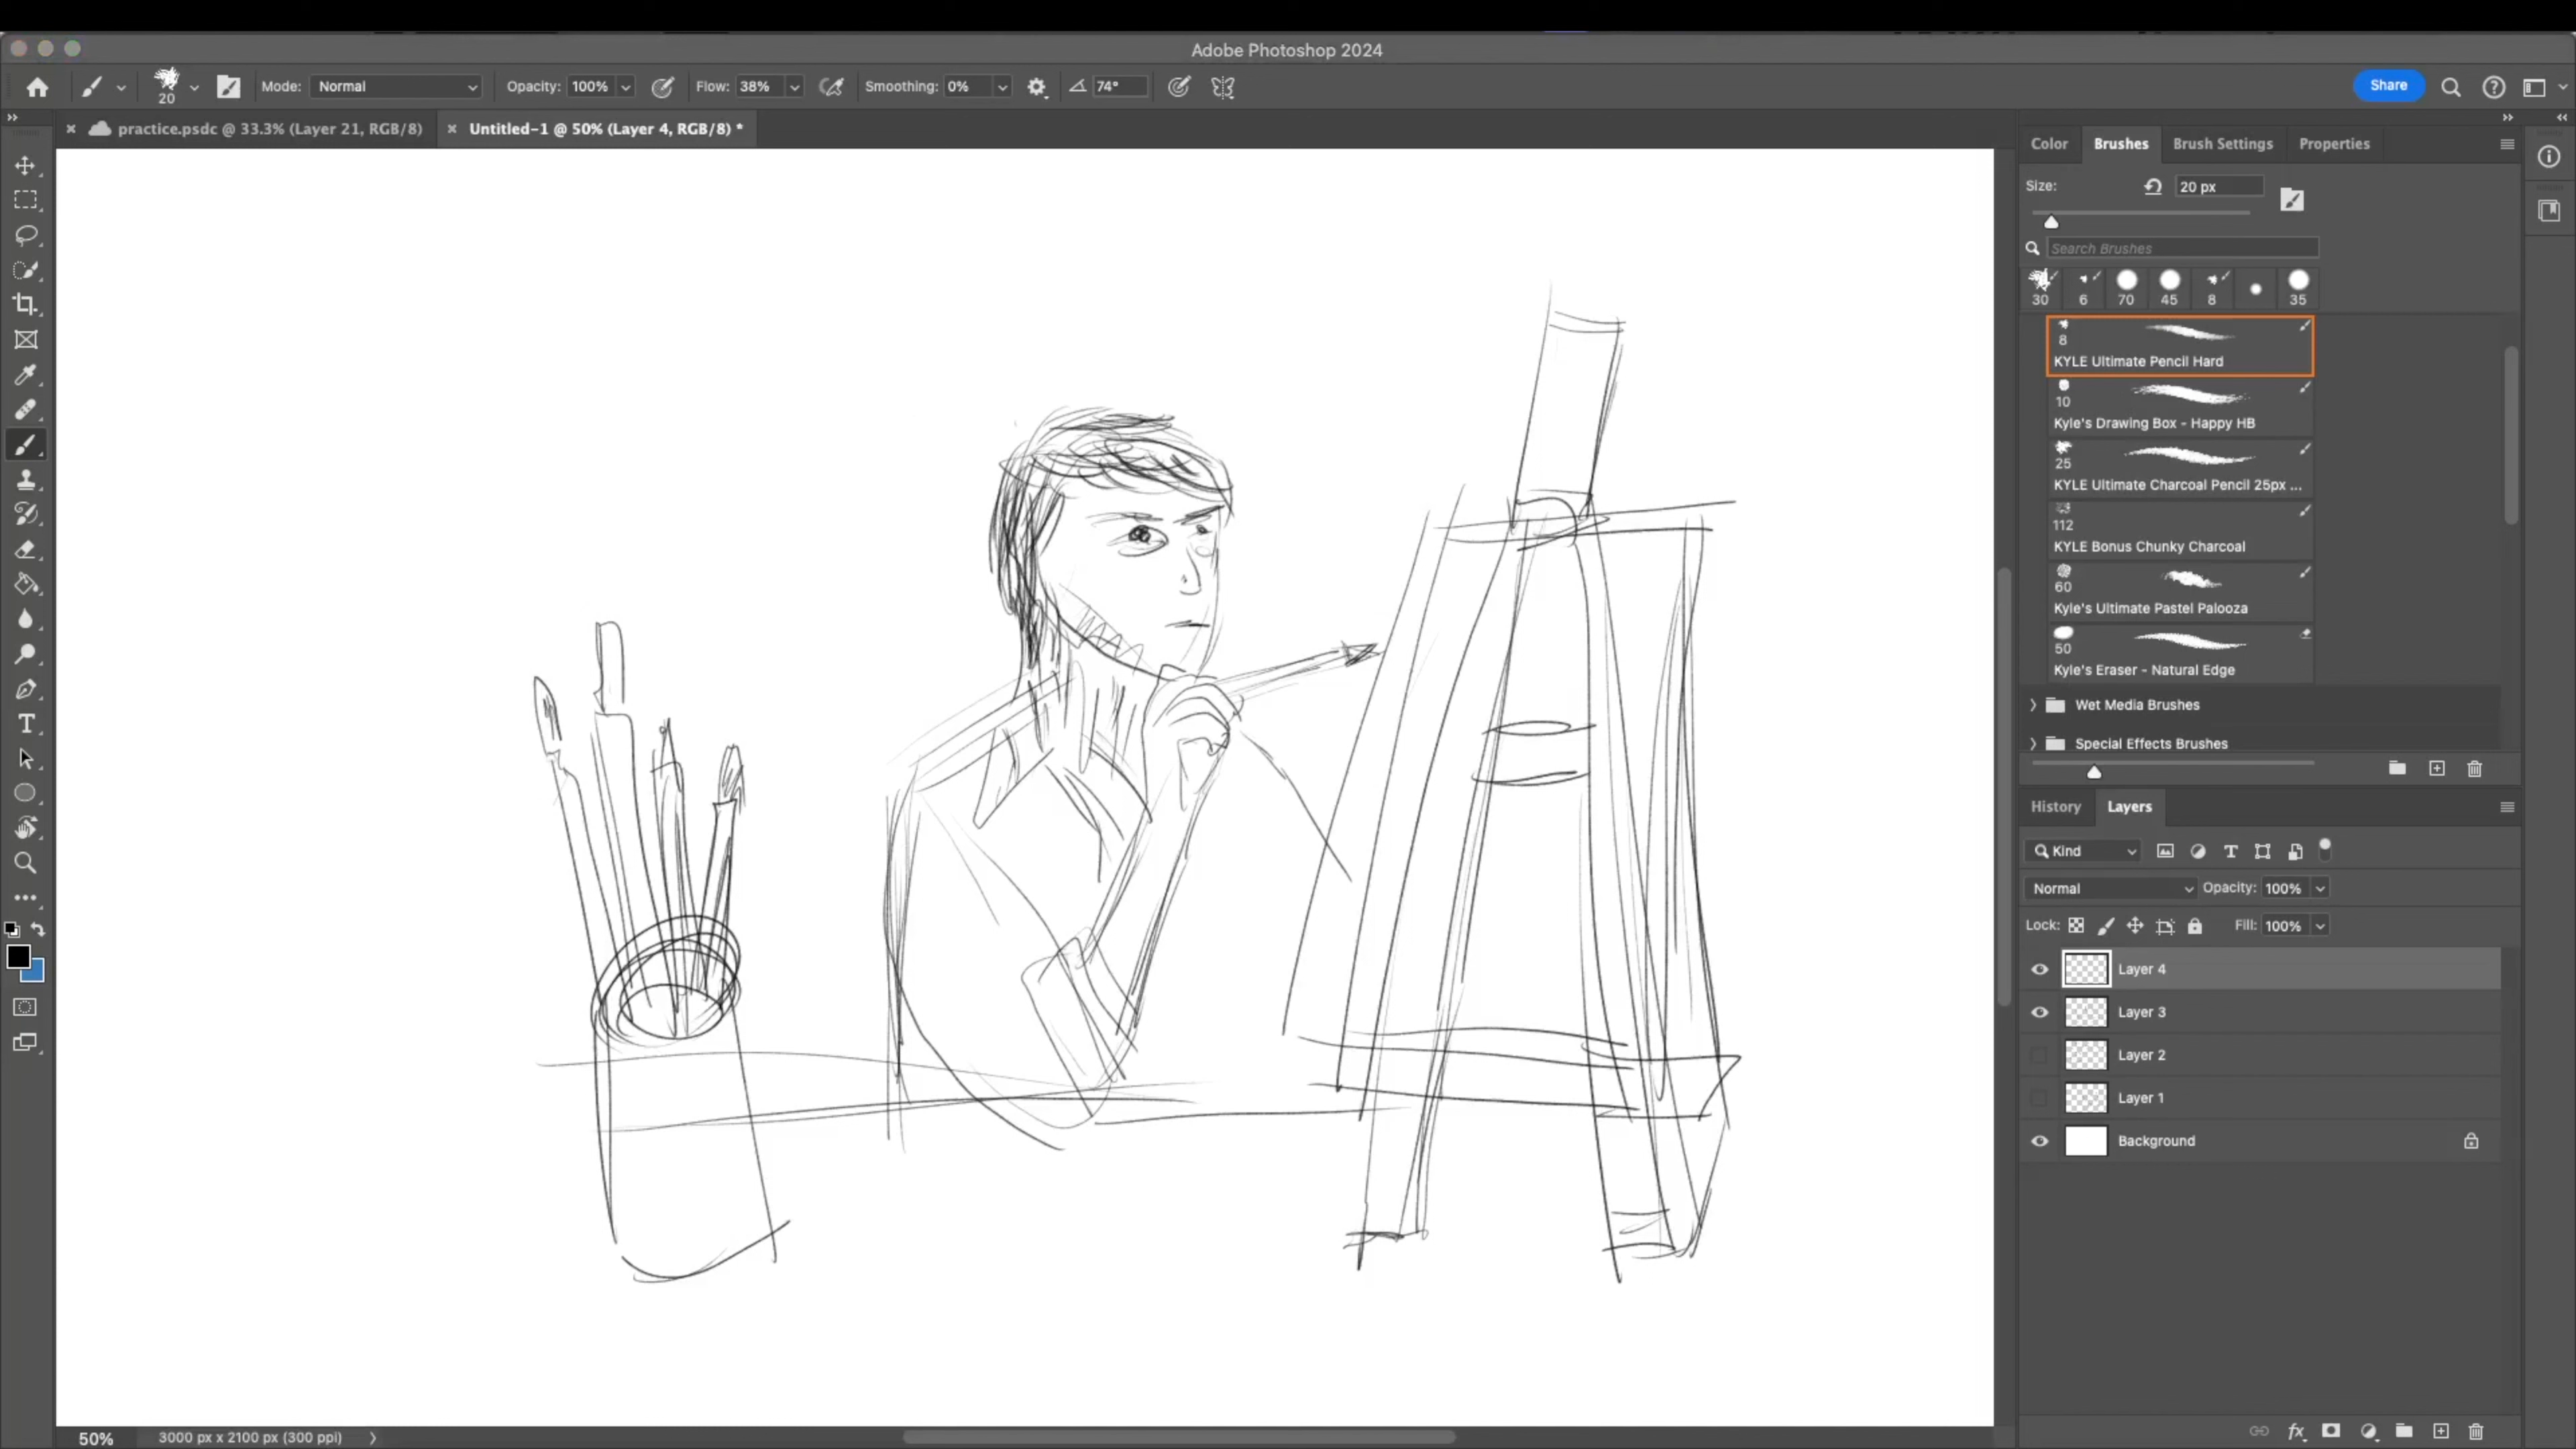 Adobe Photoshop 2024
20
Mode: Normal
Opacity: 100%
Flow: 38%
Smoothing: 0%
74°
Share
practice.psdc @ 33.3% (Layer 21, RGB/8)
Untitled-1 @ 50% (Layer 4, RGB/8) *
Color
Brushes
Brush Settings
Properties
Size:
20 px
Search Brushes
30
6
70
45
8
35
8
KYLE Ultimate Pencil Hard
10
Kyle's Drawing Box - Happy HB
25
KYLE Ultimate Charcoal Pencil 25px ...
112
KYLE Bonus Chunky Charcoal
60
Kyle's Ultimate Pastel Palooza
50
Kyle's Eraser - Natural Edge
Wet Media Brushes
Special Effects Brushes
History
Layers
Kind
Normal
Opacity: 100%
Lock:
Fill: 100%
Layer 4
Layer 3
Layer 2
Layer 1
Background
50%
3000 px x 2100 px (300 ppi)